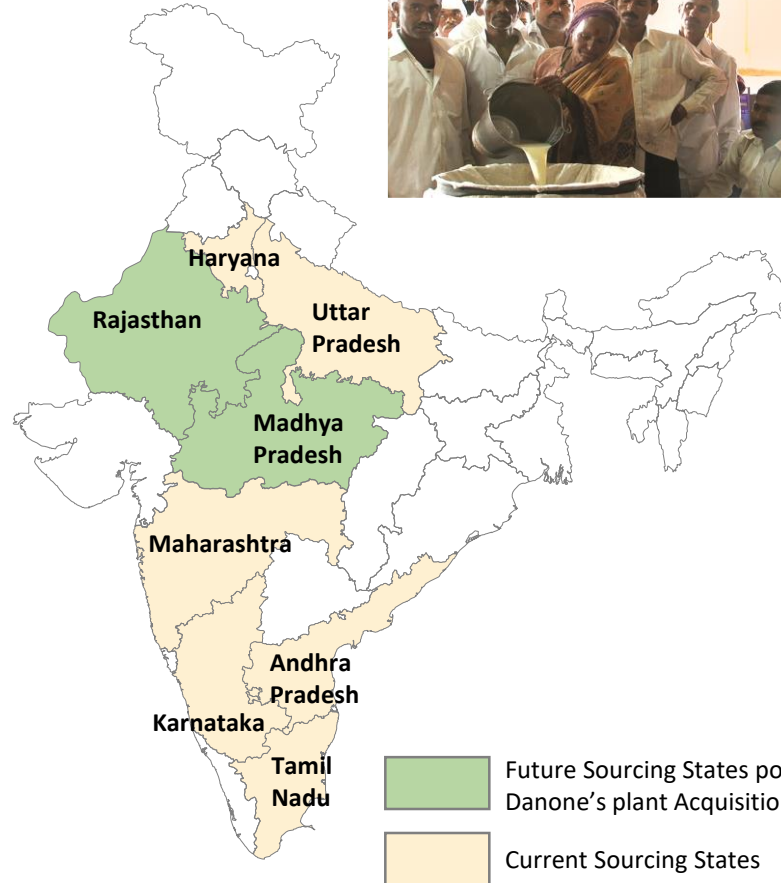 Haryana
Rajasthan
Uttar
Pradesh
Madhya
Pradesh
Maharashtra
Andhra
Pradesh
Karnataka
Tamil
Nadu
Future Sourcing States po
Danone’s plant Acquisitio
Current Sourcing States